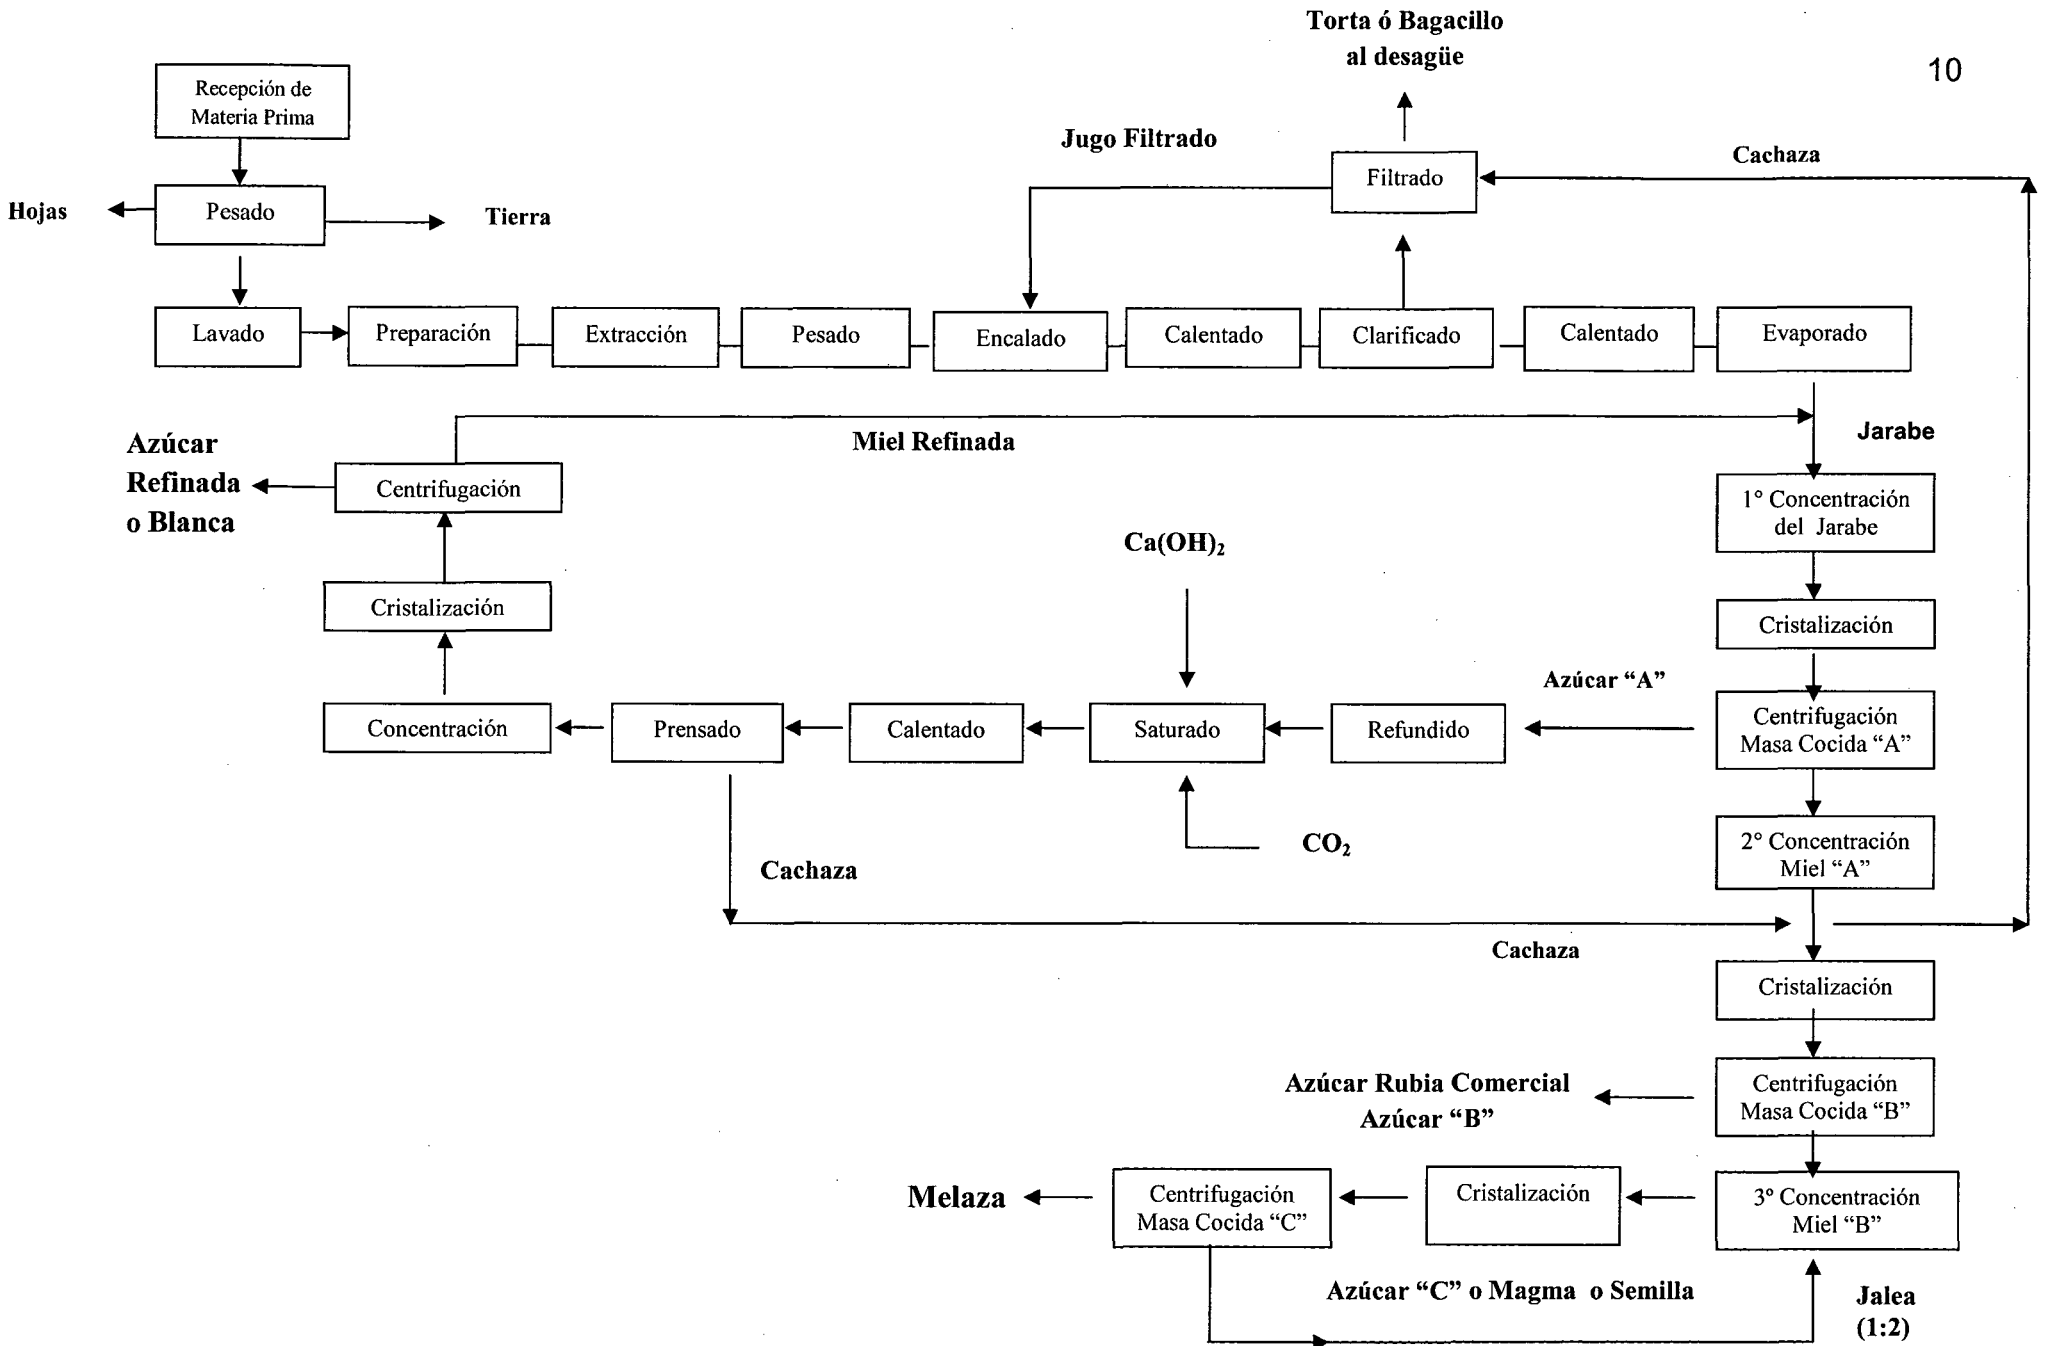 Torta ó Bagacillo
al desagüe
10
Recepción de
Materia Prima
Jugo Filtrado
Cachaza
Filtrado
Hojas
Pesado
Tierra
Lavado
Preparación
Extracción
Pesado
Encalado
Calentado
Clarificado
Calentado
Evaporado
Azúcar
Refinada
o Blanca
Miel Refinada
Jarabe
Centrifugación
1° Concentración
del Jarabe
Ca(OH)₂
Cristalización
Cristalización
Azúcar “A”
Concentración
Prensado
Calentado
Saturado
Refundido
Centrifugación
Masa Cocida “A”
CO₂
2° Concentración
Miel “A”
Cachaza
Cachaza
Cristalización
Azúcar Rubia Comercial
Azúcar “B”
Centrifugación
Masa Cocida “B”
Melaza
Centrifugación
Masa Cocida “C”
Cristalización
3º Concentración
Miel “B”
Azúcar “C” o Magma o Semilla
Jalea
(1:2)